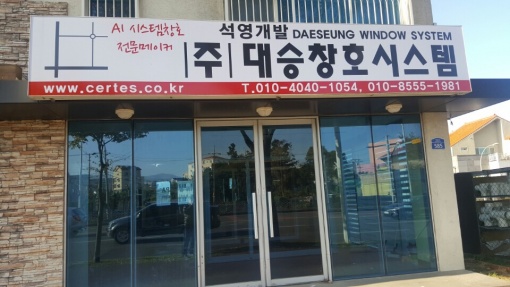 AI 시스템창호
전문메이커
석영개발 DAESEUNG WINDOW SYSTEM
(주)대승창호시스템
www.certes.co.kr
T.010-4040-1054, 010-8555-1981